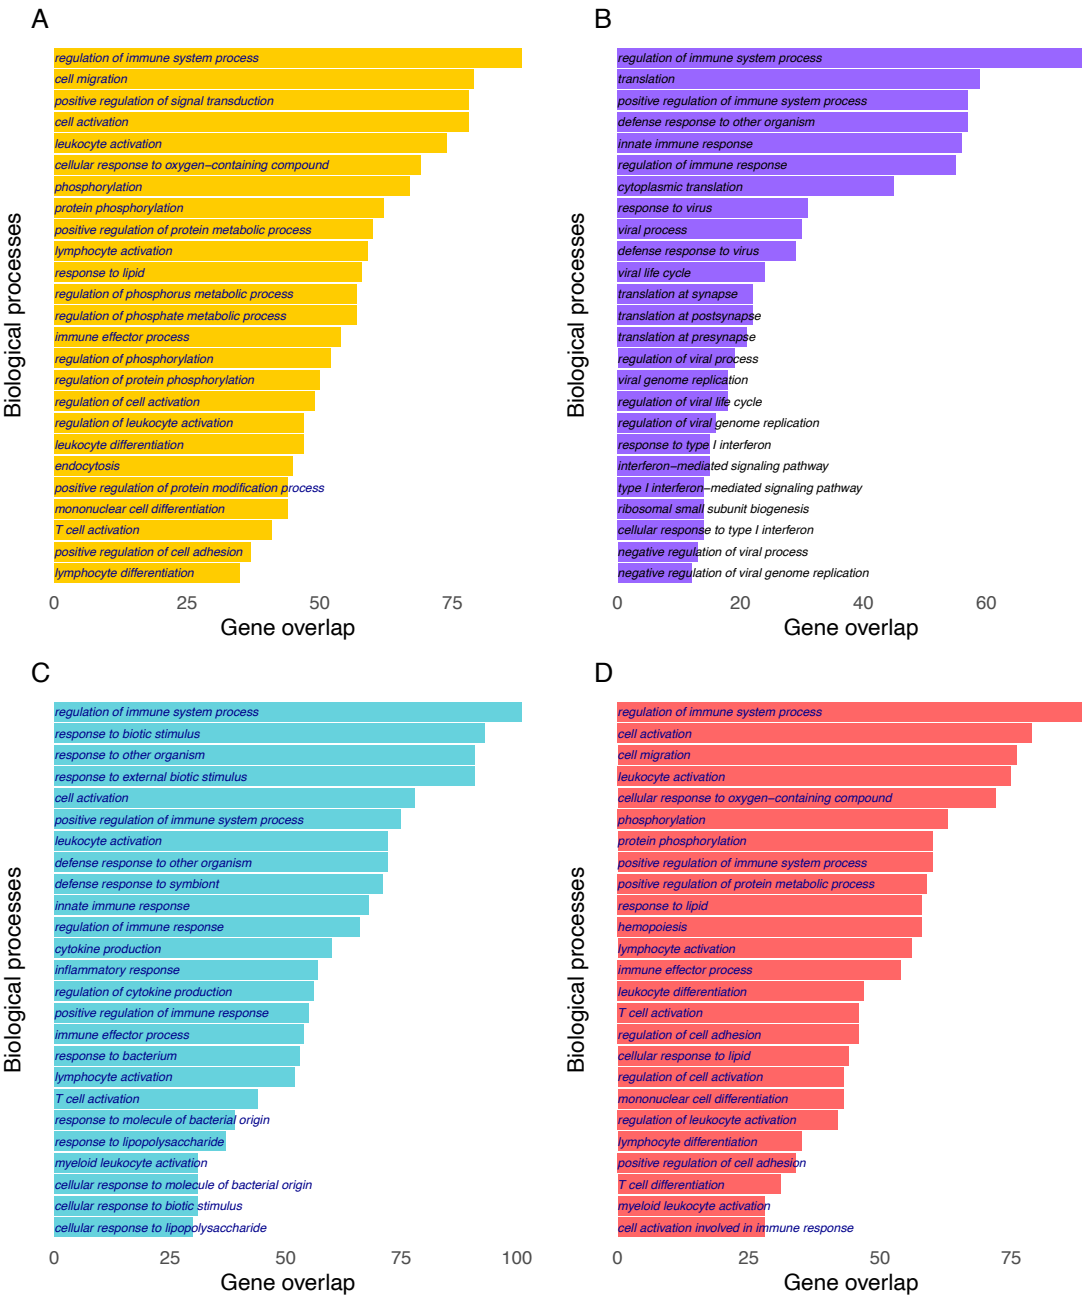 A
regulation of immune system process
cell migration
positive regulation of signal transduction
cell activation
leukocyte activation
cellular response to oxygen−containing compound
phosphorylation
protein phosphorylation
positive regulation of protein metabolic process
lymphocyte activation
response to lipid
regulation of phosphorus metabolic process
regulation of phosphate metabolic process
immune effector process
regulation of phosphorylation
regulation of protein phosphorylation
regulation of cell activation
regulation of leukocyte activation
leukocyte differentiation
endocytosis
positive regulation of protein modification process
mononuclear cell differentiation
T cell activation
positive regulation of cell adhesion
lymphocyte differentiation
Biological processes
0 25 50 75
Gene overlap
B
regulation of immune system process
translation
positive regulation of immune system process
defense response to other organism
innate immune response
regulation of immune response
cytoplasmic translation
response to virus
viral process
defense response to virus
viral life cycle
translation at synapse
translation at postsynapse
translation at presynapse
regulation of viral process
viral genome replication
regulation of viral life cycle
regulation of viral genome replication
response to type I interferon
interferon−mediated signaling pathway
type I interferon−mediated signaling pathway
ribosomal small subunit biogenesis
cellular response to type I interferon
negative regulation of viral process
negative regulation of viral genome replication
Biological processes
0 20 40 60
Gene overlap
C
regulation of immune system process
response to biotic stimulus
response to other organism
response to external biotic stimulus
cell activation
positive regulation of immune system process
leukocyte activation
defense response to other organism
defense response to symbiont
innate immune response
regulation of immune response
cytokine production
inflammatory response
regulation of cytokine production
positive regulation of immune response
immune effector process
response to bacterium
lymphocyte activation
T cell activation
response to molecule of bacterial origin
response to lipopolysaccharide
myeloid leukocyte activation
cellular response to molecule of bacterial origin
cellular response to biotic stimulus
cellular response to lipopolysaccharide
Biological processes
0 25 50 75 100
Gene overlap
D
regulation of immune system process
cell activation
cell migration
leukocyte activation
cellular response to oxygen−containing compound
phosphorylation
protein phosphorylation
positive regulation of immune system process
positive regulation of protein metabolic process
response to lipid
hemopoiesis
lymphocyte activation
immune effector process
leukocyte differentiation
T cell activation
regulation of cell adhesion
cellular response to lipid
regulation of cell activation
mononuclear cell differentiation
regulation of leukocyte activation
lymphocyte differentiation
positive regulation of cell adhesion
T cell differentiation
myeloid leukocyte activation
cell activation involved in immune response
Biological processes
0 25 50 75
Gene overlap